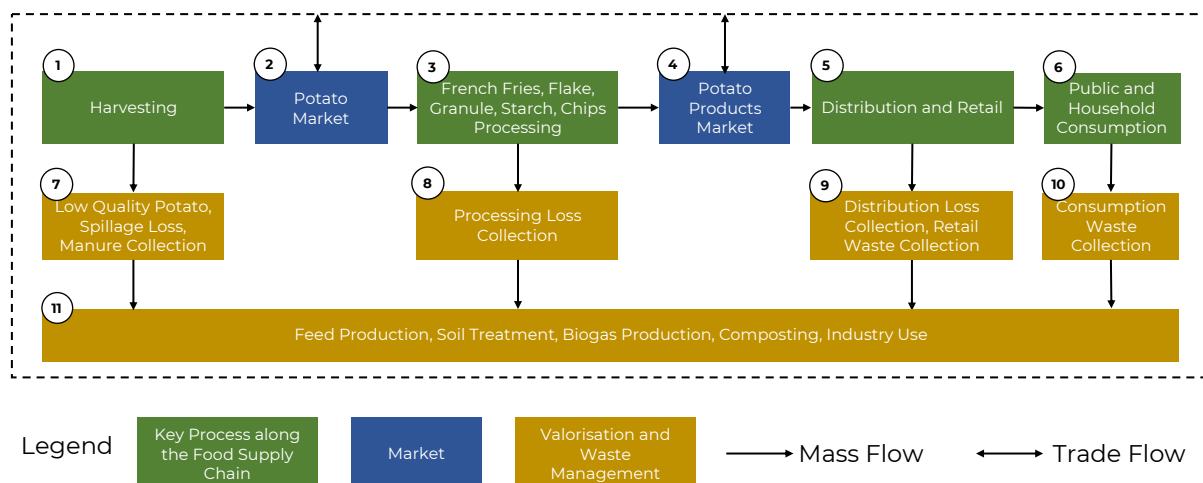 1
Harvesting
2
Potato
Market
3
French Fries, Flake,
Granule, Starch, Chips
Processing
4
Potato
Products
Market
5
Distribution and Retail
6
Public and
Household
Consumption
7
Low Quality Potato,
Spillage Loss,
Manure Collection
8
Processing Loss
Collection
9
Distribution Loss
Collection, Retail
Waste Collection
10
Consumption
Waste
Collection
11
Feed Production, Soil Treatment, Biogas Production, Composting, Industry Use
Legend
Key Process along
the Food Supply
Chain
Market
Valorisation and
Waste
Management
Mass Flow
Trade Flow